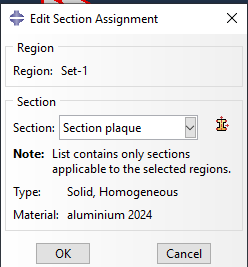 Edit Section Assignment
Region
Region: Set-1
Section
Section: Section plaque
Note: List contains only sections
applicable to the selected regions.
Type: Solid, Homogeneous
Material: aluminium 2024
OK Cancel